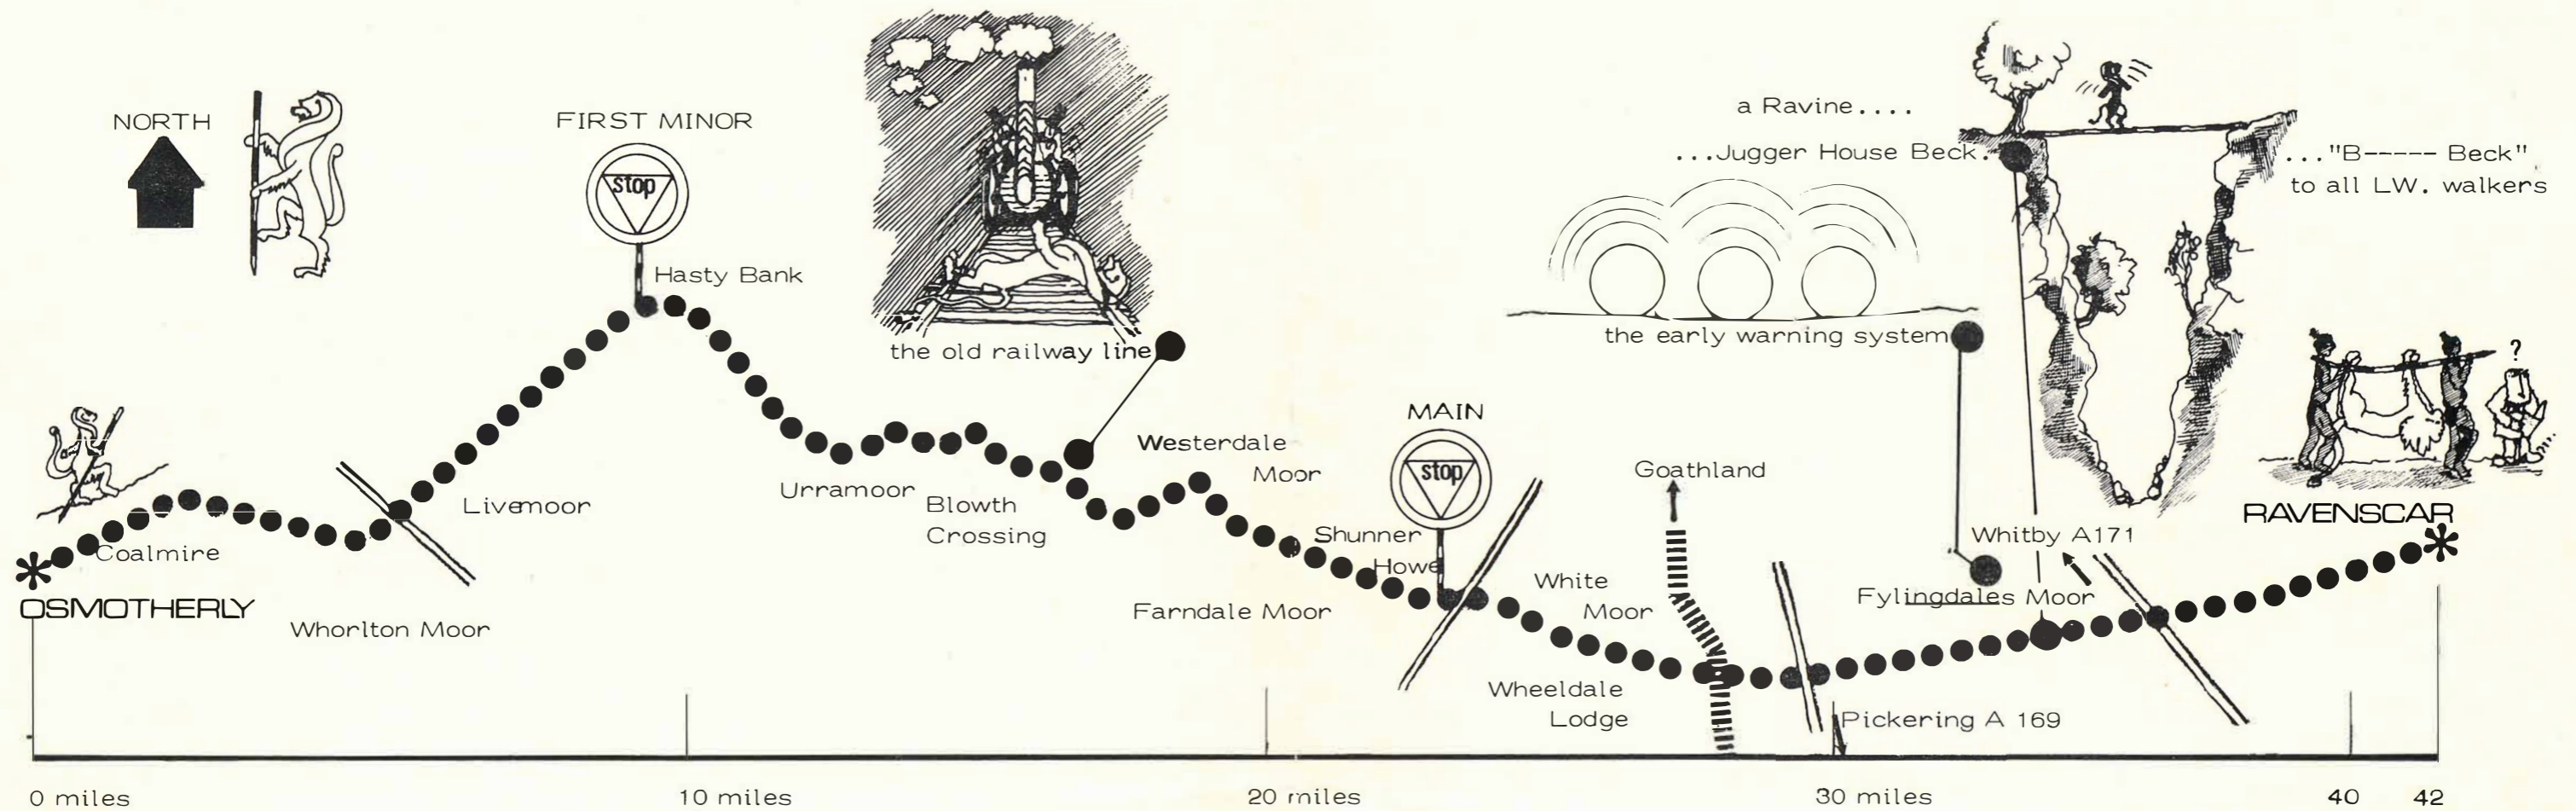 NORTH
FIRST MINOR
stop
Hasty Bank
the old railway line
a Ravine....
...Jugger House Beck.
..."B----- Beck"
to all LW. walkers
the early warning system
?
MAIN
stop
Westerdale
Moor
Goathland
Livemoor
Urramoor
Blowth
Crossing
Shunner
Howe
RAVENSCAR
Whitby A171
Coalmire
OSMOTHERLY
Whorlton Moor
Farndale Moor
White
Moor
Fylingdales Moor
Wheeldale
Lodge
Pickering A 169
0 miles
10 miles
20 miles
30 miles
40
42